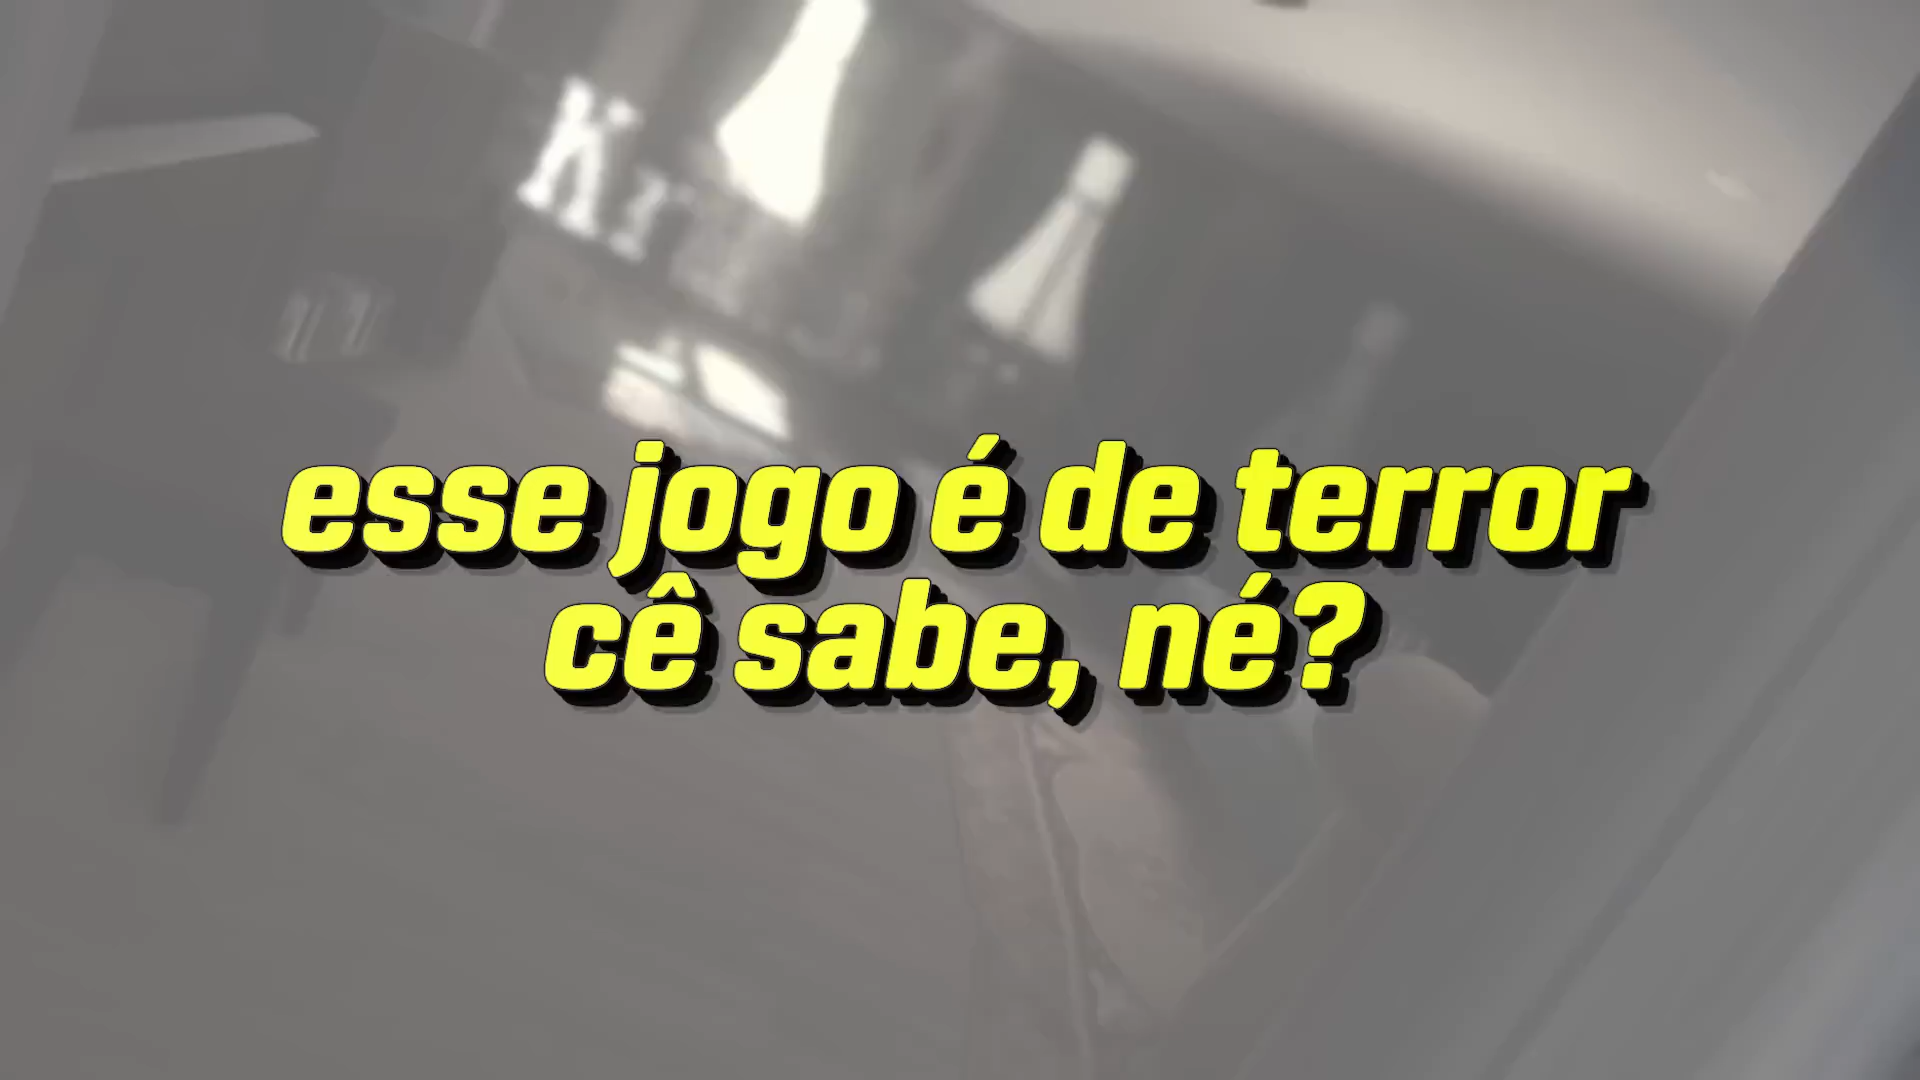 esse jogo é de terror
cê sabe, né?